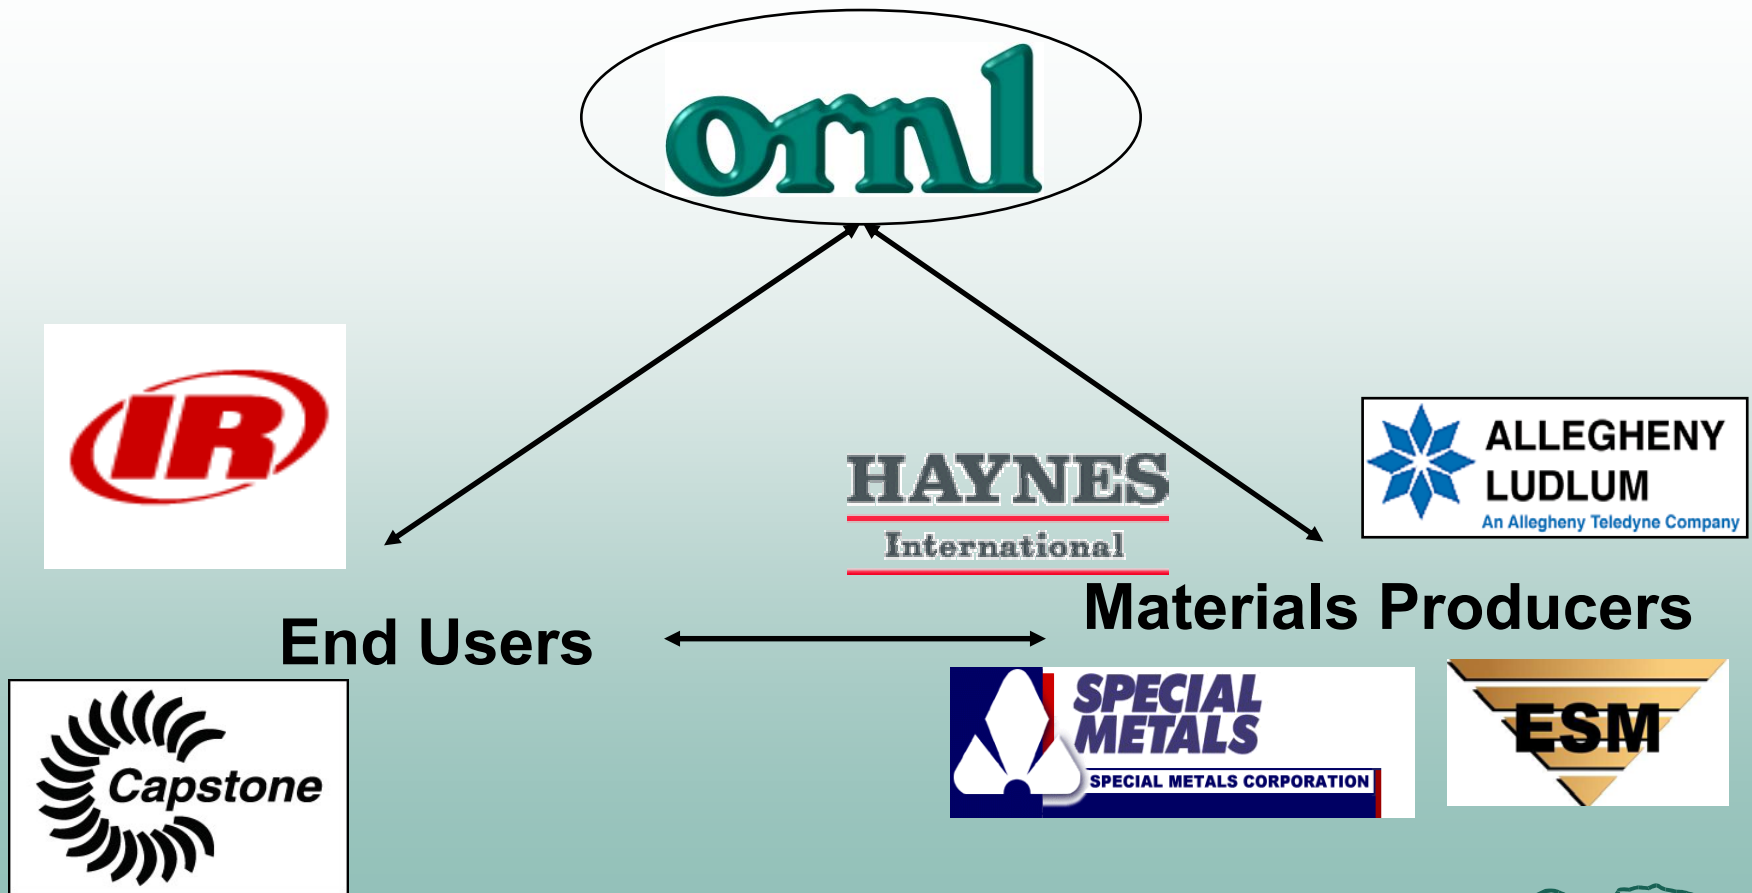 ornl
IR
ALLEGHENY
LUDLUM
An Allegheny Teledyne Company
HAYNES
International
Materials Producers
End Users
SPECIAL
METALS
SPECIAL METALS CORPORATION
ESM
Capstone